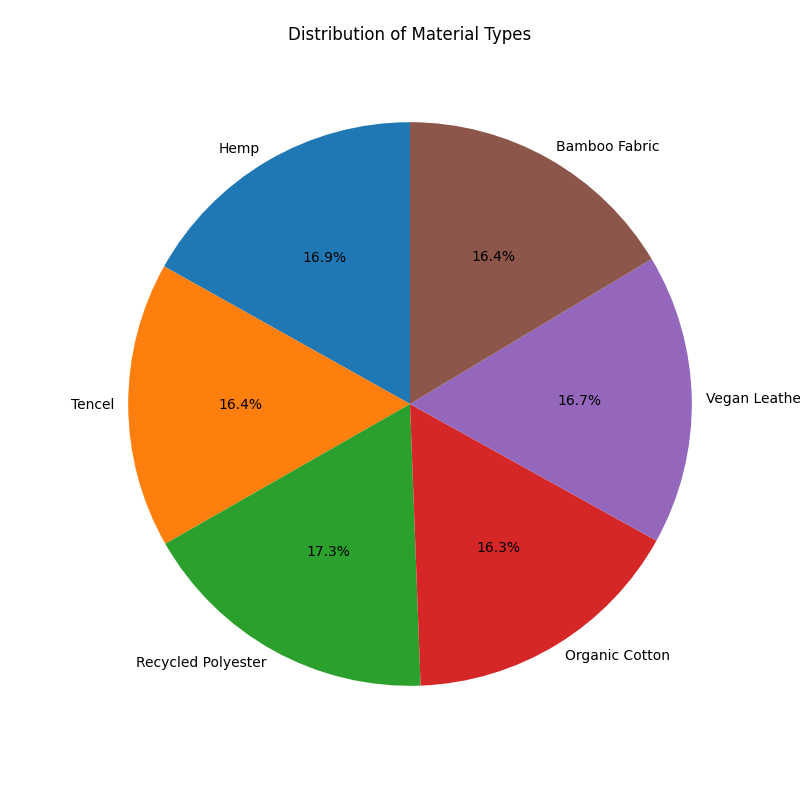 Distribution of Material Types
Hemp
Bamboo Fabric
16.9%
16.4%
Tencel
16.4%
16.7%
Vegan Leathe
17.3%
16.3%
Recycled Polyester
Organic Cotton